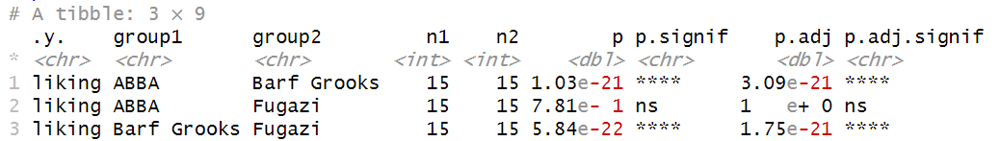 # A tibble: 3 × 9
.y. group1 group2 n1 n2 p p.signif p.adj p.adj.signif
* <chr> <chr> <chr> <int> <int> <dbl> <chr> <dbl> <chr>
1 liking ABBA Barf Grooks 15 15 1.03e-21 **** 3.09e-21 ****
2 liking ABBA Fugazi 15 15 7.81e- 1 ns 1 e+ 0 ns
3 liking Barf Grooks Fugazi 15 15 5.84e-22 **** 1.75e-21 ****